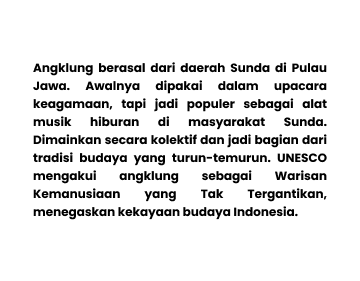 Angklung berasal dari daerah Sunda di Pulau
Jawa. Awalnya dipakai dalam upacara
keagamaan, tapi jadi populer sebagai alat
musik hiburan di masyarakat Sunda.
Dimainkan secara kolektif dan jadi bagian dari
tradisi budaya yang turun-temurun. UNESCO
mengakui angklung sebagai Warisan
Kemanusiaan yang Tak Tergantikan,
menegaskan kekayaan budaya Indonesia.